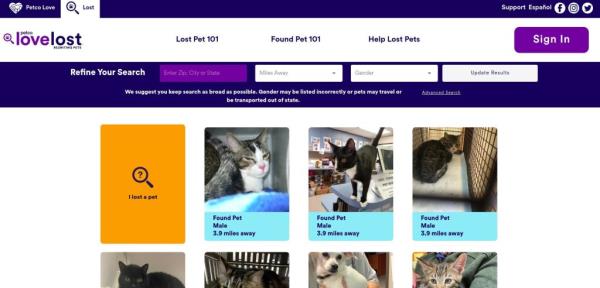 Petco Love
Lost
Support Español
petco
lovelost
REUNITING PETS
Lost Pet 101
Found Pet 101
Help Lost Pets
Sign In
Refine Your Search
Enter Zip, City or State
Miles Away
Gender
Update Results
We suggest you keep search as broad as possible. Gender may be listed incorrectly or pets may travel or
be transported out of state.
Advanced Search
?
I lost a pet
Found Pet
Male
3.9 miles away
Found Pet
Male
3.9 miles away
Found Pet
Male
3.9 miles away